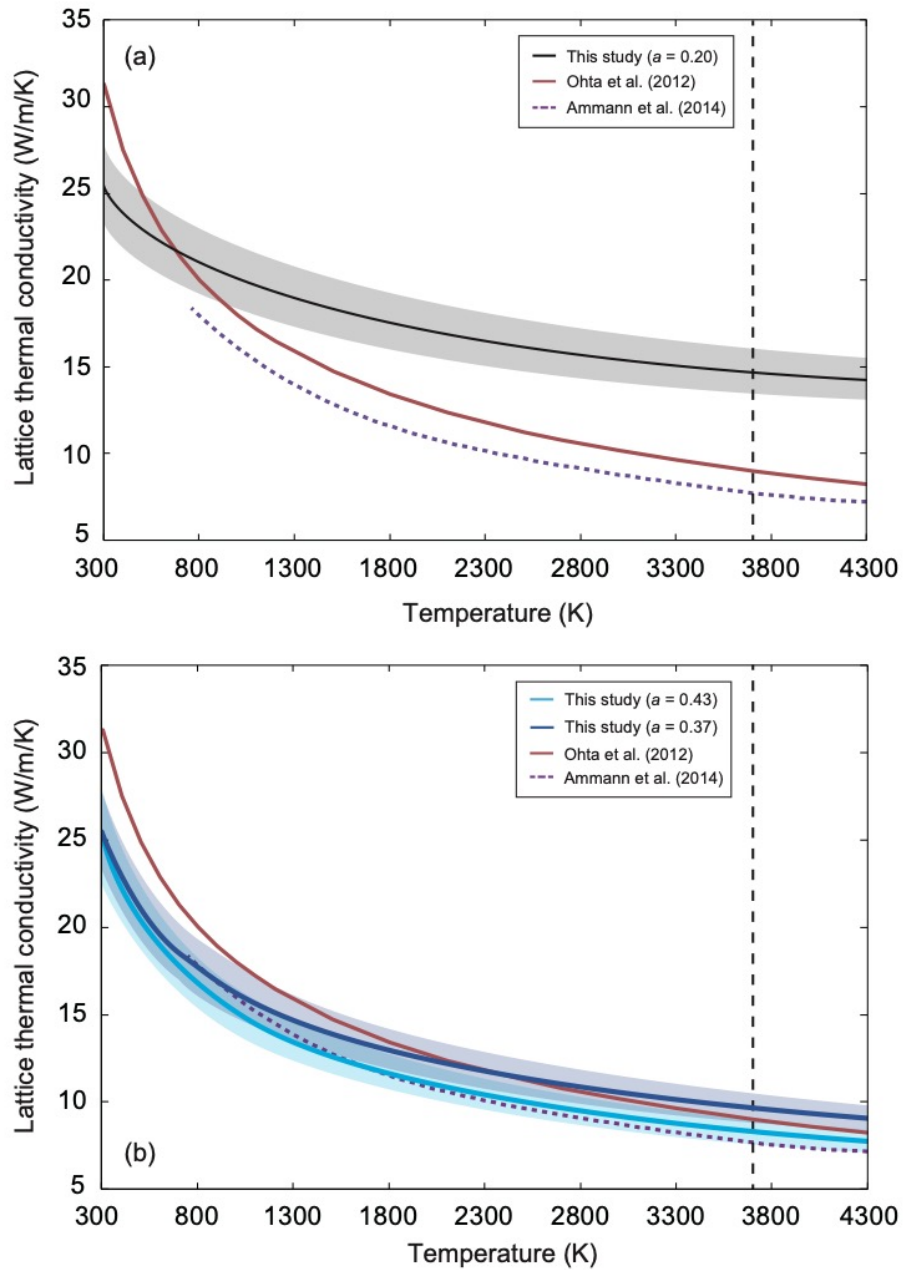 35
(a)
This study (a = 0.20)
Ohta et al. (2012)
Ammann et al. (2014)
30
25
20
15
10
5
Lattice thermal conductivity (W/m/K)
300 800 1300 1800 2300 2800 3300 3800 4300
Temperature (K)
35
This study (a = 0.43)
This study (a = 0.37)
Ohta et al. (2012)
Ammann et al. (2014)
30
25
20
15
10
5
Lattice thermal conductivity (W/m/K)
(b)
300 800 1300 1800 2300 2800 3300 3800 4300
Temperature (K)